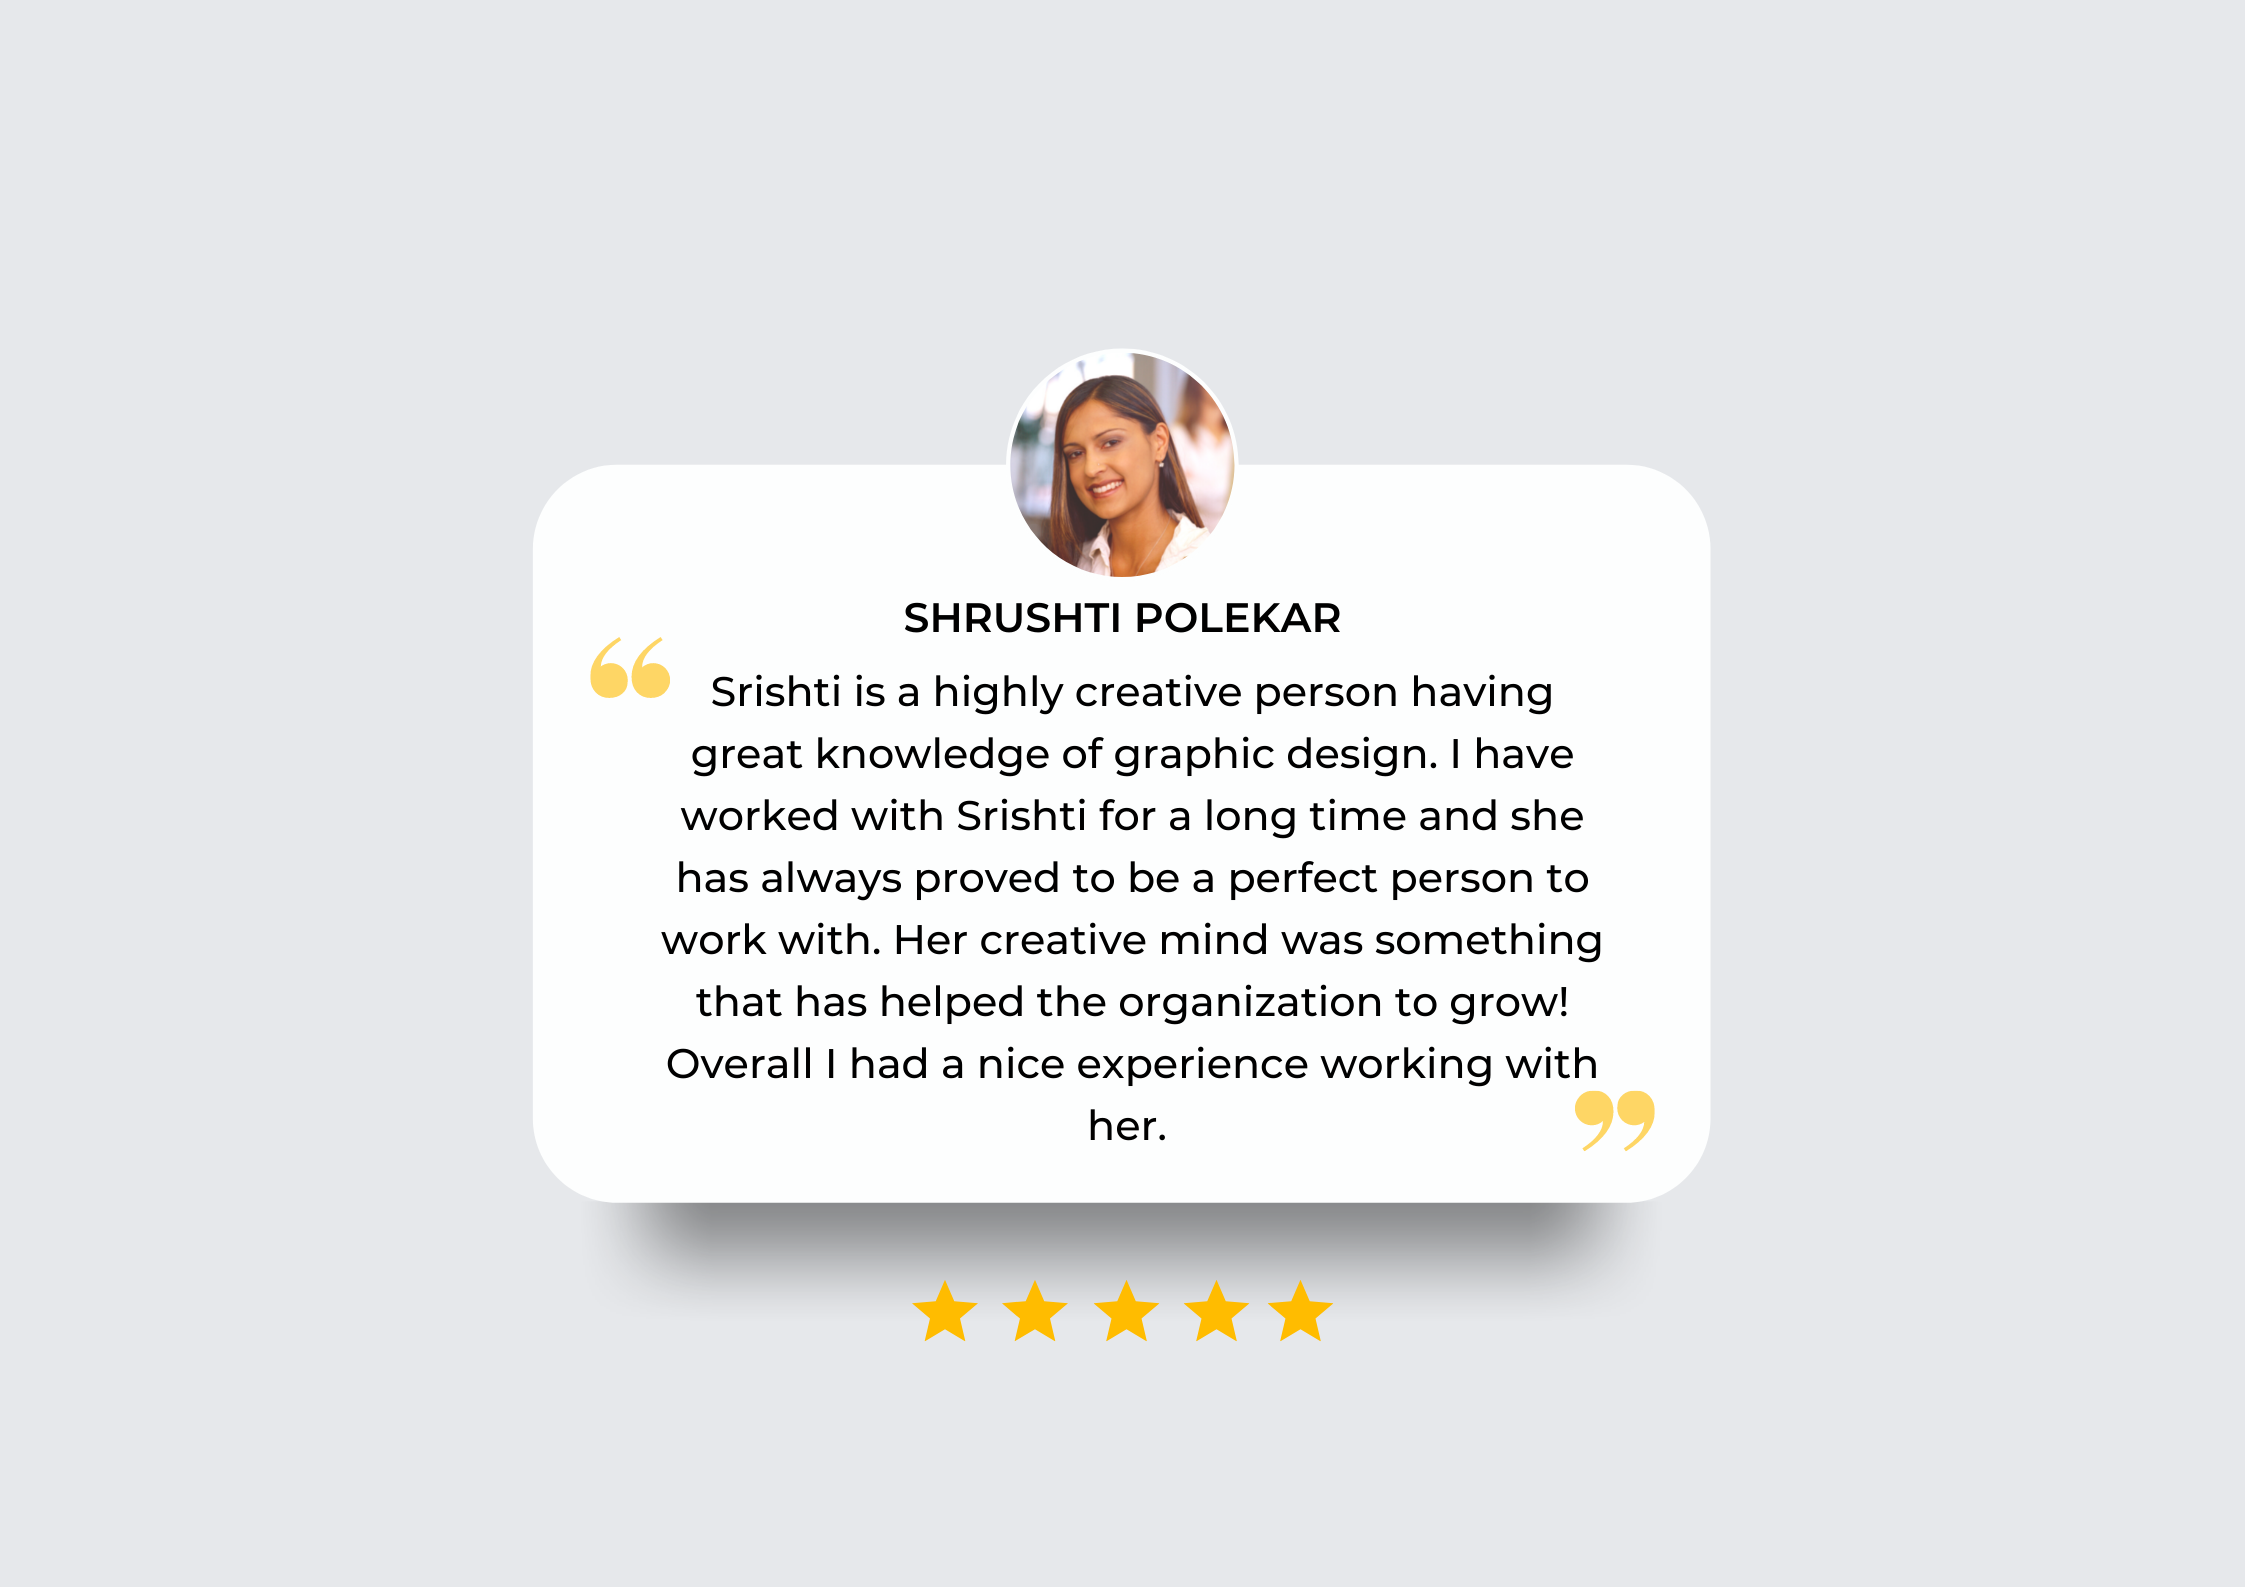 SHRUSHTI POLEKAR
“
Srishti is a highly creative person having
great knowledge of graphic design. I have
worked with Srishti for a long time and she
has always proved to be a perfect person to
work with. Her creative mind was something
that has helped the organization to grow!
Overall I had a nice experience working with
her.
”